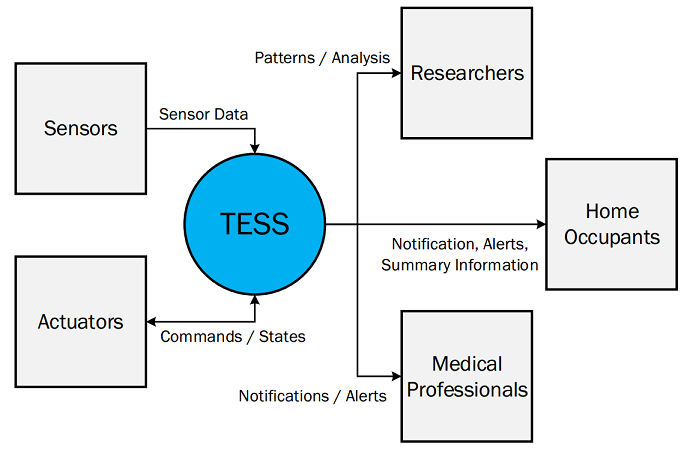 Patterns / Analysis
Researchers
Sensors
Sensor Data
TESS
Home
Occupants
Notification, Alerts,
Summary Information
Actuators
Commands / States
Medical
Professionals
Notifications / Alerts